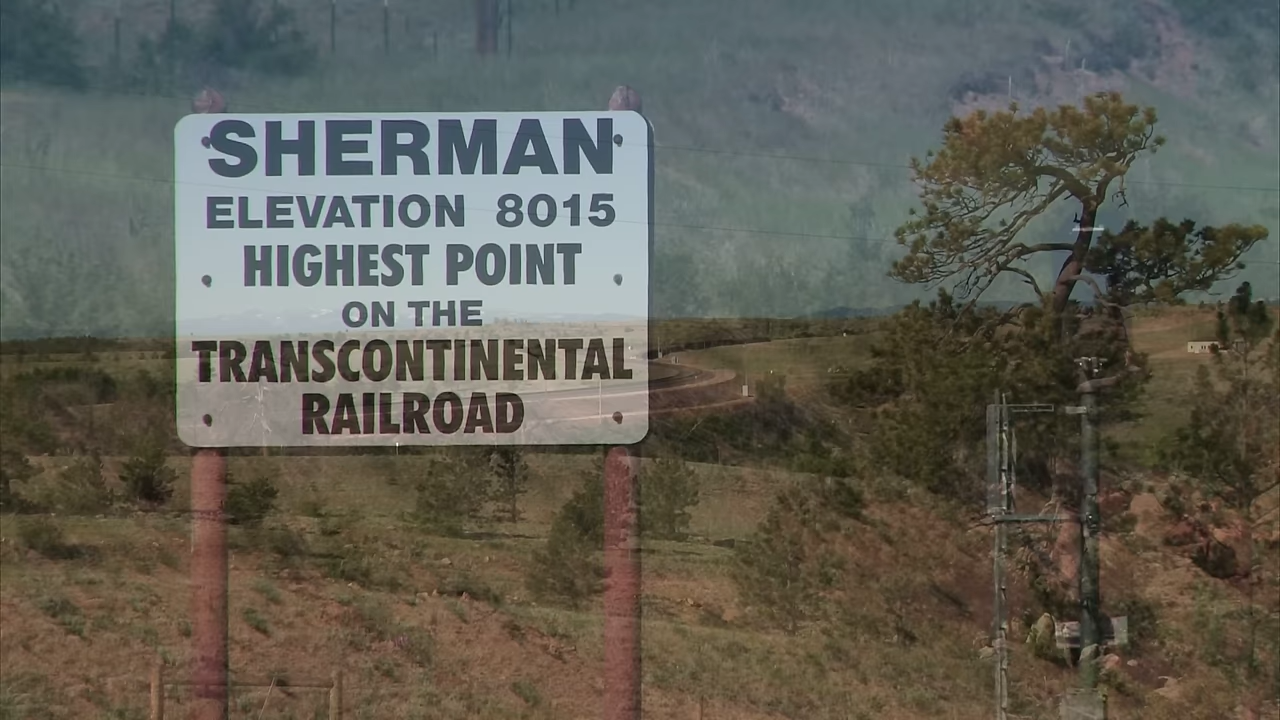 SHERMAN
ELEVATION 8015
HIGHEST POINT
ON THE
TRANSCONTINENTAL
RAILROAD